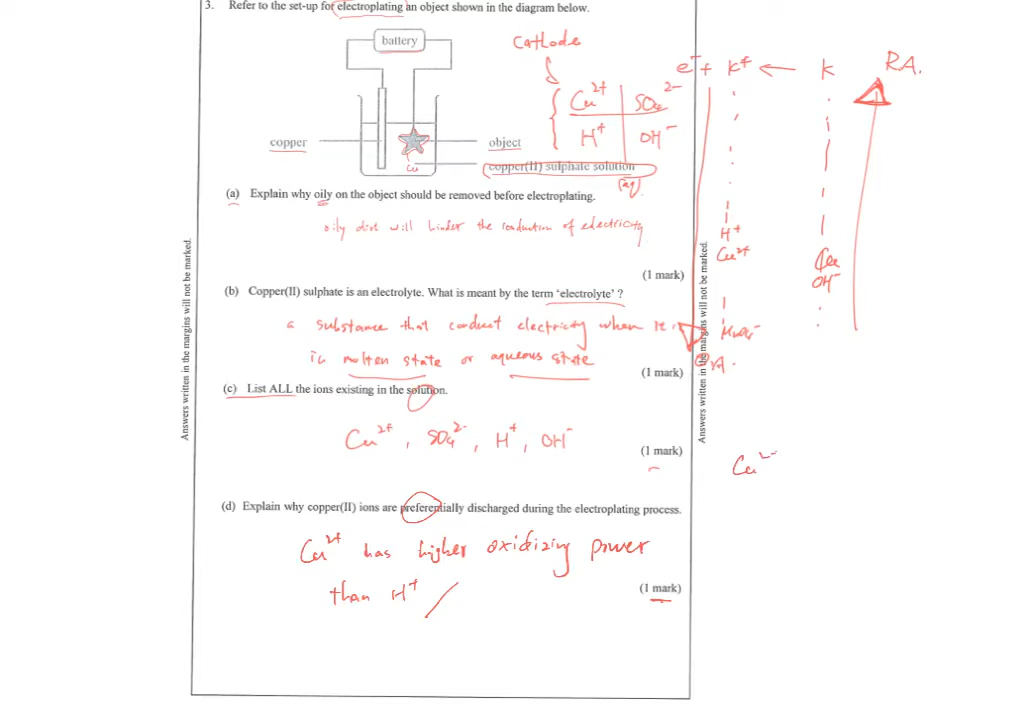 3. Refer to the set-up for electroplating an object shown in the diagram below.
battery
Cathode
e⁻ + K⁺ ← K R.A.
Cu²⁺ SO₄²⁻
H⁺ OH⁻
copper
object
Cu
copper(II) sulphate solution
(aq)
(a) Explain why oily on the object should be removed before electroplating.
oily dirt will hinder the conduction of electricity
H⁺
Cu²⁺
Cu
OH⁻
(1 mark)
(b) Copper(II) sulphate is an electrolyte. What is meant by the term 'electrolyte' ?
a substance that conduct electricity when it
in molten state or aqueous state
O.A.
(1 mark)
(c) List ALL the ions existing in the solution.
Cu²⁺, SO₄²⁻, H⁺, OH⁻
(1 mark)
Cu²⁻
(d) Explain why copper(II) ions are preferentially discharged during the electroplating process.
Cu²⁺ has higher oxidizing power
than H⁺
(1 mark)
Answers written in the margins will not be marked.
Answers written in the margins will not be marked.